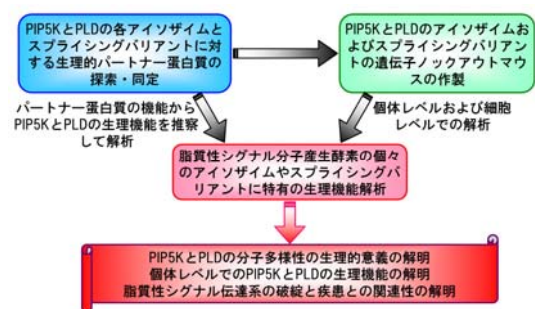 PIP5KとPLDの各アイソザイムと
スプライシングバリアントに対
する生理的パートナー蛋白質の
探索・同定
PIP5KとPLDのアイソザイムお
よびスプライシングバリアント
の遺伝子ノックアウトマ
ウスの作製
パートナー蛋白質の機能から
PIP5KとPLDの生理機能を推察
して解析
個体レベルおよび細胞
レベルでの解析
脂質性シグナル分子産生酵素の個々
のアイソザイムやスプライシングバ
リアントに特有の生理機能解析
PIP5KとPLDの分子多様性の生理的意義の解明
個体レベルでのPIP5KとPLDの生理機能の解明
脂質性シグナル伝達系の破綻と疾患との関連性の解明